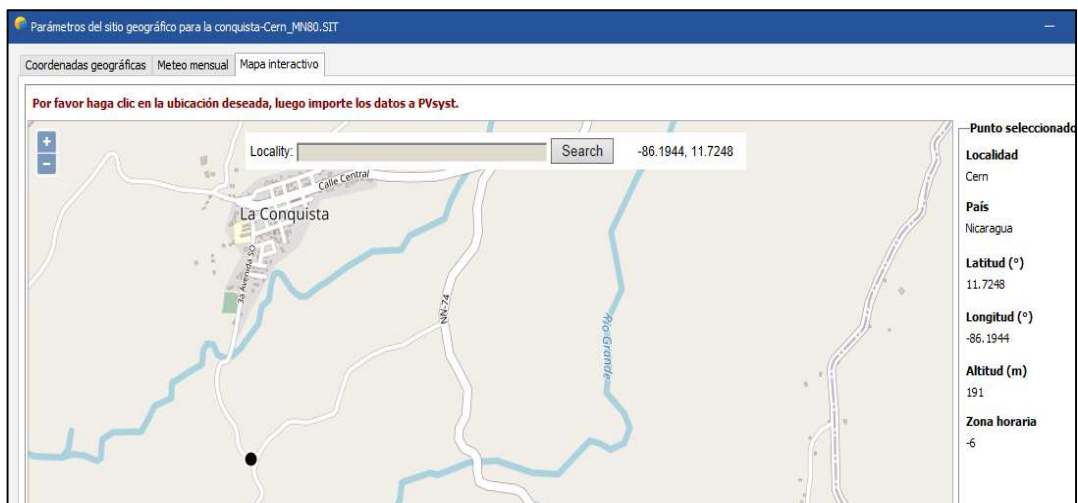 Parámetros del sitio geográfico para la conquista-Cern_MN80.SIT
Coordenadas geográficas Meteo mensual Mapa interactivo
Por favor haga clic en la ubicación deseada, luego importe los datos a PVsyst.
+
-
Locality: Search -86.1944, 11.7248
Calle Central
La Conquista
3a Avenida SO
NN-74
Río Grande
Punto seleccionado
Localidad
Cern
País
Nicaragua
Latitud (°)
11.7248
Longitud (°)
-86.1944
Altitud (m)
191
Zona horaria
-6